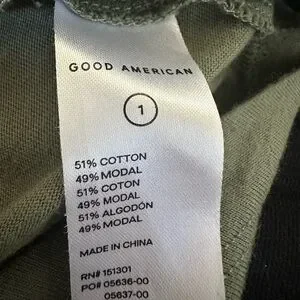 GOOD AMERICAN
1
51% COTTON
49% MODAL
51% COTON
49% MODAL
51% ALGODÓN
49% MODAL
MADE IN CHINA
RN# 151301
PO# 05636-00
05637-00